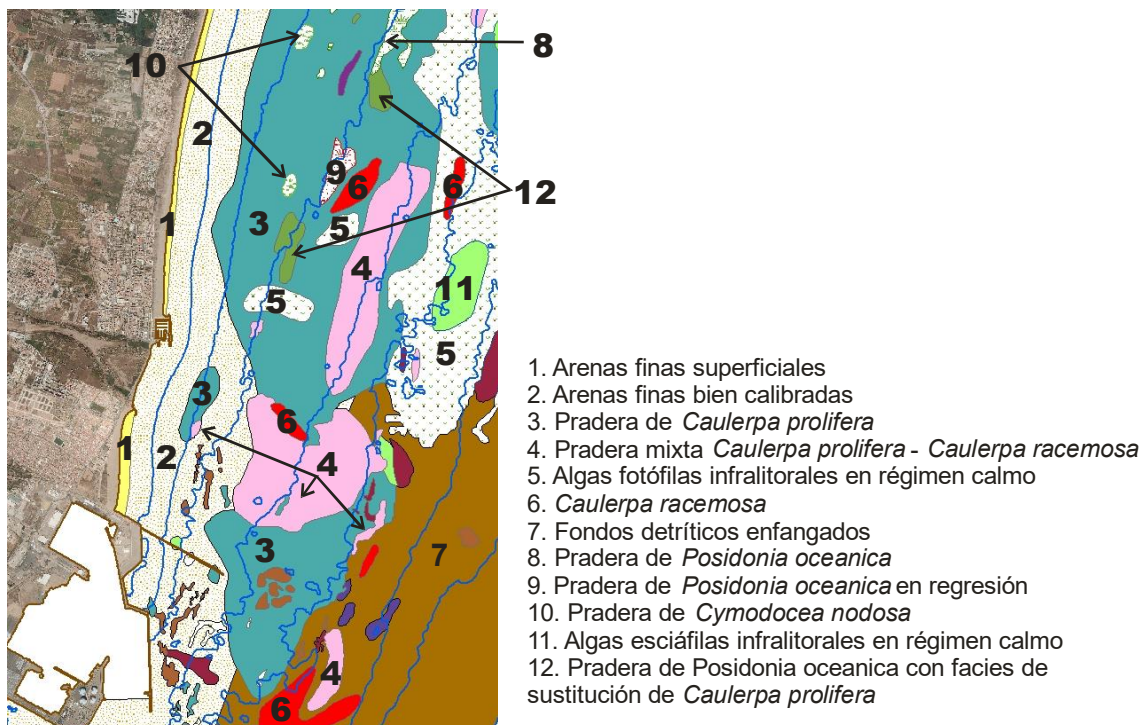 8
10
2
9
6
6
12
1
3
5
4
11
5
5
3
6
1
2
4
3
7
4
6
1. Arenas finas superficiales
2. Arenas finas bien calibradas
3. Pradera de Caulerpa prolifera
4. Pradera mixta Caulerpa prolifera - Caulerpa racemosa
5. Algas fotófilas infralitorales en régimen calmo
6. Caulerpa racemosa
7. Fondos detríticos enfangados
8. Pradera de Posidonia oceanica
9. Pradera de Posidonia oceanica en regresión
10. Pradera de Cymodocea nodosa
11. Algas esciáfilas infralitorales en régimen calmo
12. Pradera de Posidonia oceanica con facies de
sustitución de Caulerpa prolifera